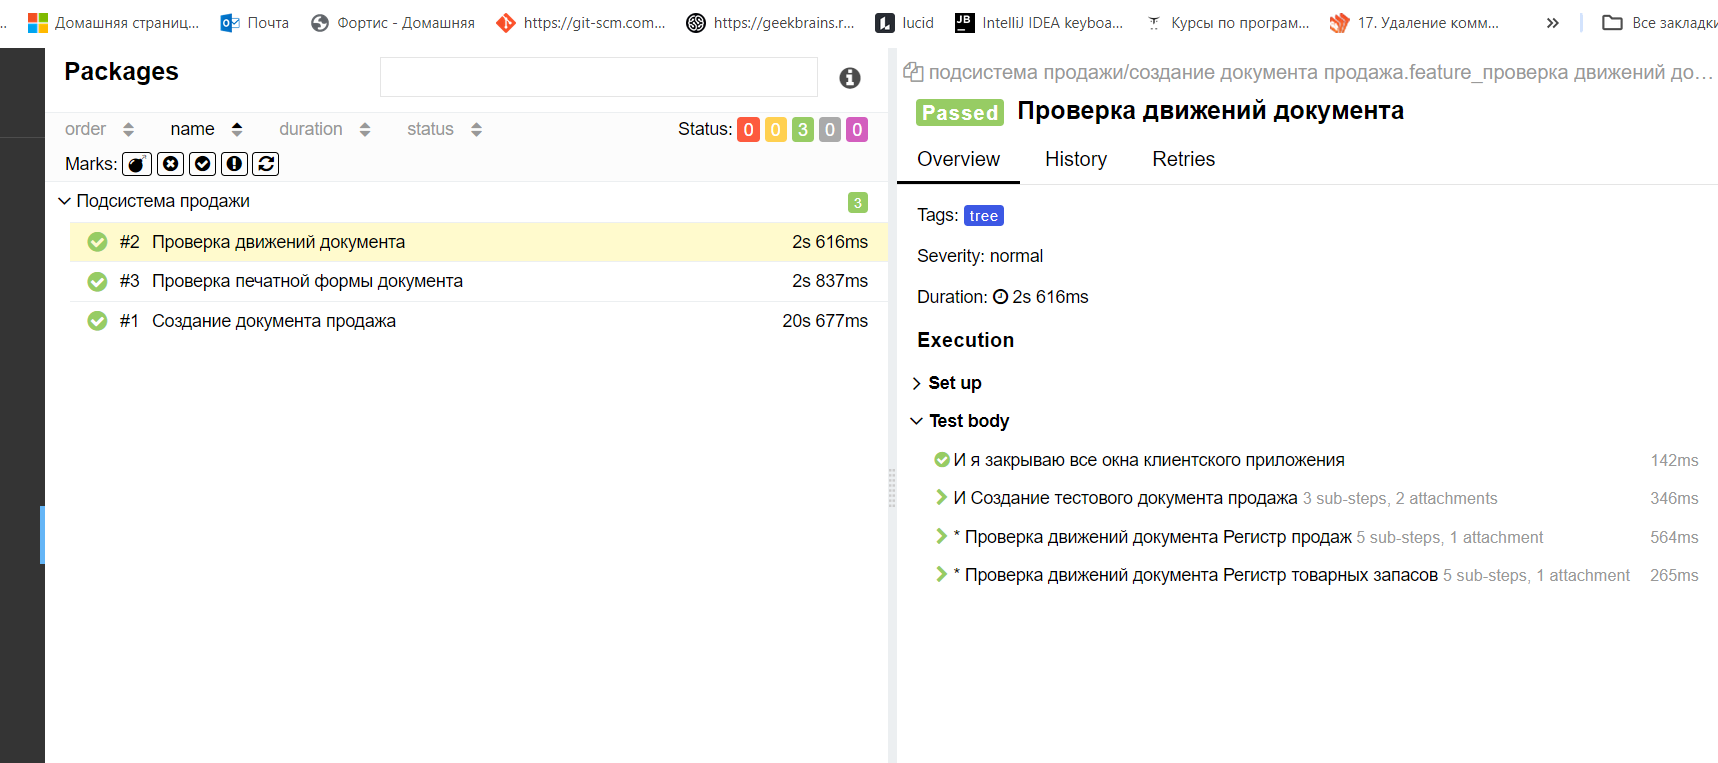 Домашняя страниц...
Почта
Фортис - Домашняя
https://git-scm.com...
https://geekbrains.r...
lucid
IntelliJ IDEA keyboa...
Курсы по програм...
17. Удаление комм...
Все закладки
Packages
order name duration status
Status: 0 0 3 0 0
Marks:
Подсистема продажи 3
#2 Проверка движений документа 2s 616ms
#3 Проверка печатной формы документа 2s 837ms
#1 Создание документа продажа 20s 677ms
подсистема продажи/создание документа продажа.feature_проверка движений до...
Passed Проверка движений документа
Overview History Retries
Tags: tree
Severity: normal
Duration: 2s 616ms
Execution
Set up
Test body
И я закрываю все окна клиентского приложения 142ms
И Создание тестового документа продажа 3 sub-steps, 2 attachments 346ms
* Проверка движений документа Регистр продаж 5 sub-steps, 1 attachment 564ms
* Проверка движений документа Регистр товарных запасов 5 sub-steps, 1 attachment 265ms